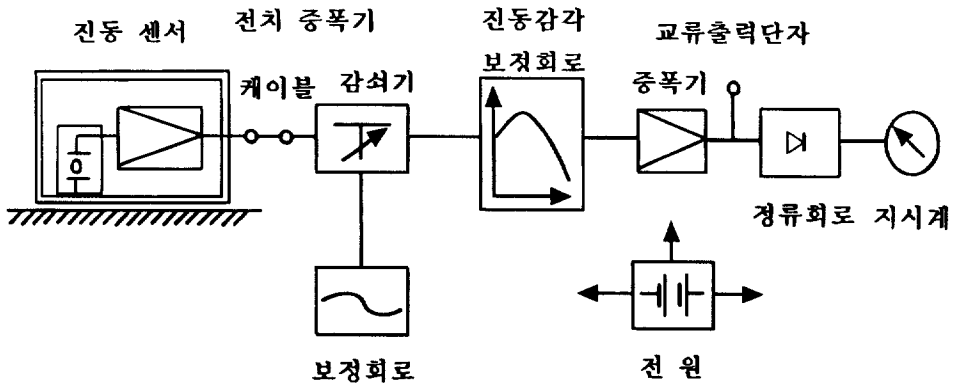 진동 센서
전치 증폭기
케이블
감쇠기
진동감각
보정회로
교류출력단자
증폭기
정류회로
지시계
보정회로
전 원